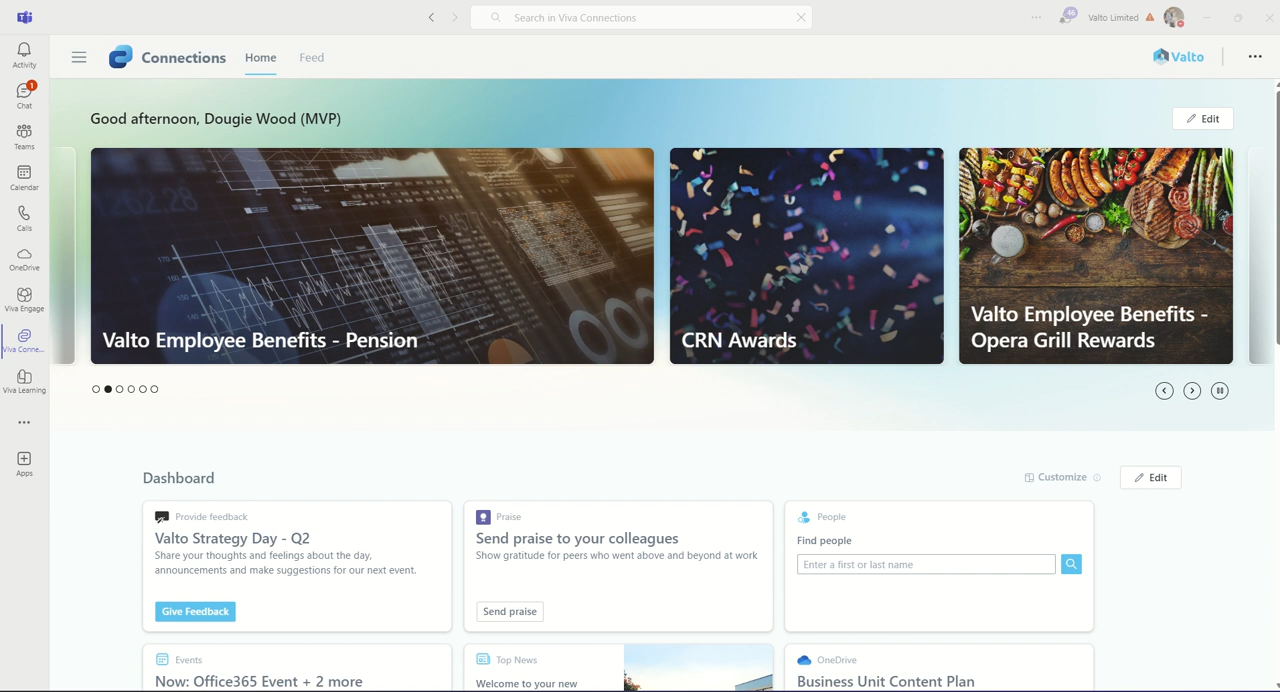 Search in Viva Connections
46
Valto Limited
Activity
1
Chat
Teams
Calendar
Calls
OneDrive
Viva Engage
Viva Conne...
Viva Learning
Apps
Connections
Home
Feed
Valto
Good afternoon, Dougie Wood (MVP)
Edit
Valto Employee Benefits - Pension
CRN Awards
Valto Employee Benefits -
Opera Grill Rewards
Dashboard
Customize
Edit
Provide feedback
Valto Strategy Day - Q2
Share your thoughts and feelings about the day,
announcements and make suggestions for our next event.
Give Feedback
Praise
Send praise to your colleagues
Show gratitude for peers who went above and beyond at work
Send praise
People
Find people
Enter a first or last name
Events
Now: Office365 Event + 2 more
Top News
Welcome to your new
OneDrive
Business Unit Content Plan